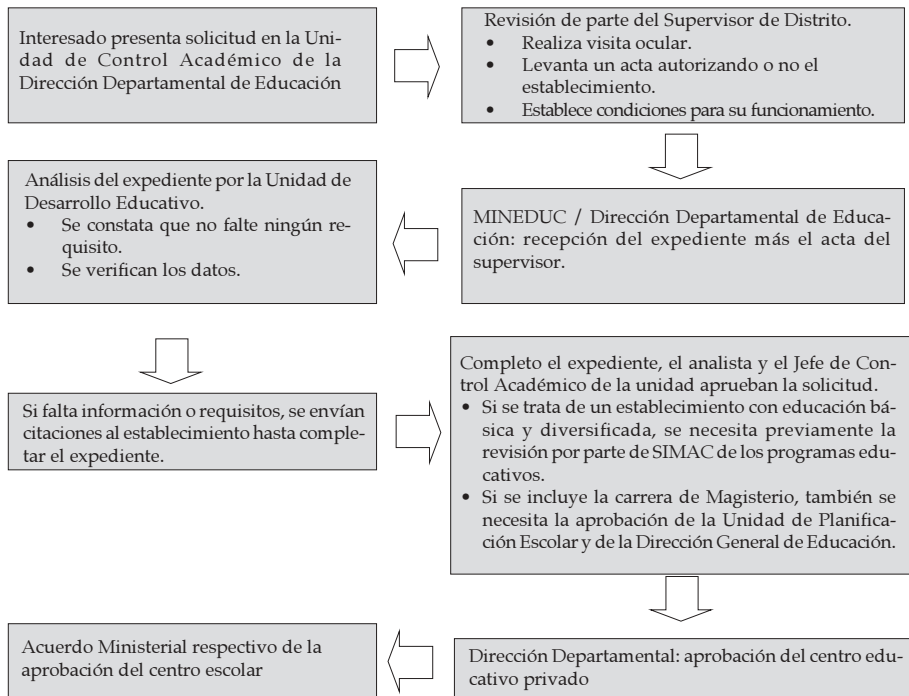 Interesado presenta solicitud en la Uni-
dad de Control Académico de la
Dirección Departamental de Educación
Revisión de parte del Supervisor de Distrito.
• Realiza visita ocular.
• Levanta un acta autorizando o no el
establecimiento.
• Establece condiciones para su funcionamiento.
MINEDUC / Dirección Departamental de Educa-
ción: recepción del expediente más el acta del
supervisor.
Análisis del expediente por la Unidad de
Desarrollo Educativo.
• Se constata que no falte ningún re-
quisito.
• Se verifican los datos.
Si falta información o requisitos, se envían
citaciones al establecimiento hasta comple-
tar el expediente.
Completo el expediente, el analista y el Jefe de Con-
trol Académico de la unidad aprueban la solicitud.
• Si se trata de un establecimiento con educación bá-
sica y diversificada, se necesita previamente la
revisión por parte de SIMAC de los programas edu-
cativos.
• Si se incluye la carrera de Magisterio, también se
necesita la aprobación de la Unidad de Planifica-
ción Escolar y de la Dirección General de Educación.
Dirección Departamental: aprobación del centro edu-
cativo privado
Acuerdo Ministerial respectivo de la
aprobación del centro escolar